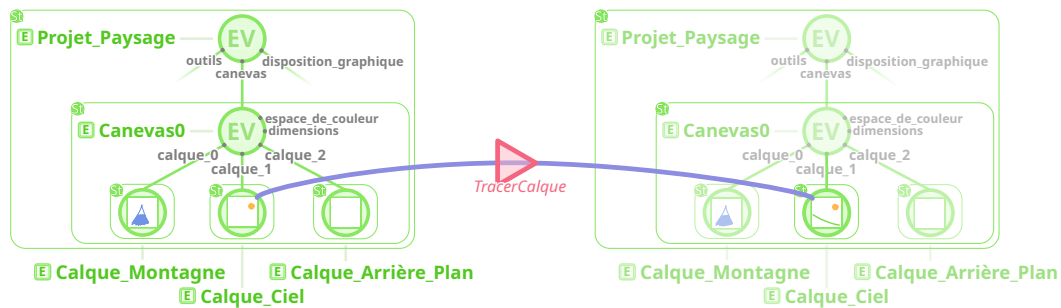 St
E Projet_Paysage
EV
outils
canevas
disposition_graphique
St
E Canevas0
EV
espace_de_couleur
dimensions
calque_0
calque_1
calque_2
St
St
St
E Calque_Montagne
E Calque_Arrière_Plan
E Calque_Ciel
TracerCalque
St
E Projet_Paysage
EV
outils
canevas
disposition_graphique
St
E Canevas0
EV
espace_de_couleur
dimensions
calque_0
calque_1
calque_2
St
St
St
E Calque_Montagne
E Calque_Arrière_Plan
E Calque_Ciel